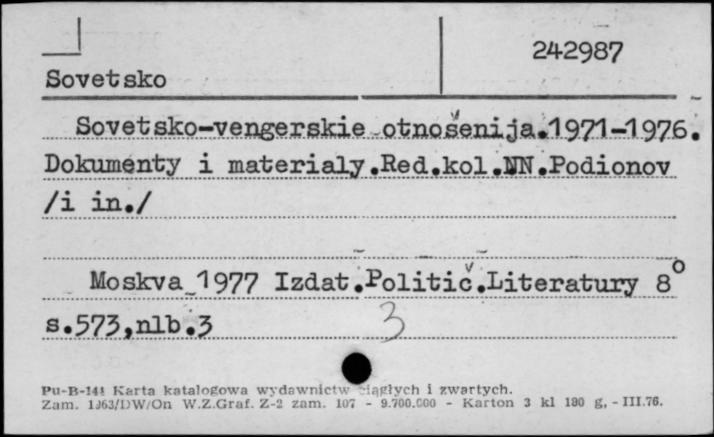 242987
Sovetsko
Sovetsko-vengerskie otnošenija.1971-1976.
Dokumenty i materialy.Red.kol.NN.Podionov
/i in./
Moskva 1977 Izdat.Politič.Literatury 8°
s.573,nlb.3
3
Pu-B-144 Karta katalogowa wydawnictw ciągłych i zwartych.
Zam. 1363/DW/On W.Z.Graf. Z-2 zam. 107 - 9.700.000 - Karton 3 kl 180 g. - III.76.